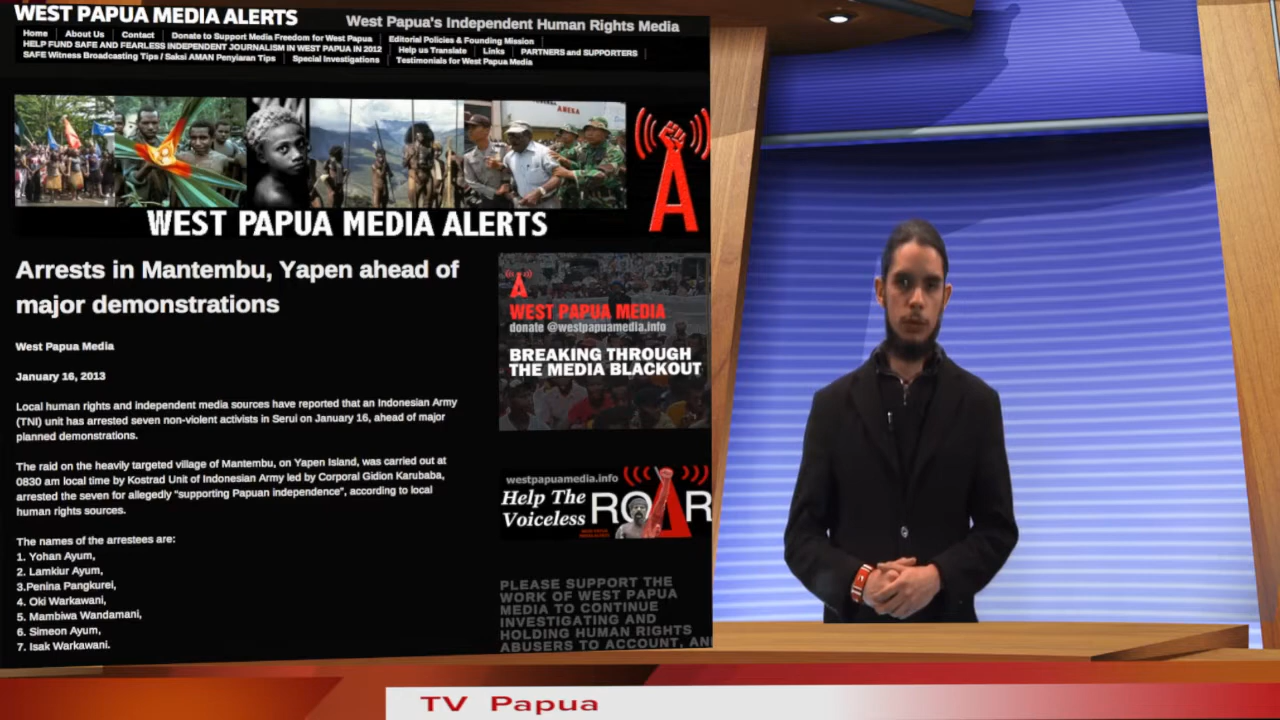 WEST PAPUA MEDIA ALERTS
West Papua's Independent Human Rights Media
Home About Us Contact Donate to Support Media Freedom for West Papua Editorial Policies & Founding Mission
HELP FUND SAFE AND FEARLESS INDEPENDENT JOURNALISM IN WEST PAPUA IN 2012 Help us Translate Links PARTNERS and SUPPORTERS
SAFE Witness Broadcasting Tips / Saksi AMAN Penyiaran Tips Special Investigations Testimonials for West Papua Media
WEST PAPUA MEDIA ALERTS
Arrests in Mantembu, Yapen ahead of
major demonstrations
West Papua Media
January 16, 2013
Local human rights and independent media sources have reported that an Indonesian Army
(TNI) unit has arrested seven non-violent activists in Serui on January 16, ahead of major
planned demonstrations.
The raid on the heavily targeted village of Mantembu, on Yapen Island, was carried out at
0830 am local time by Kostrad Unit of Indonesian Army led by Corporal Gidion Karubaba,
arrested the seven for allegedly "supporting Papuan independence", according to local
human rights sources.
The names of the arrestees are:
1. Yohan Ayum,
2. Lamkiur Ayum,
3.Penina Pangkurei,
4. Oki Warkawani,
5. Mambiwa Wandamani,
6. Simeon Ayum,
7. Isak Warkawani.
WEST PAPUA MEDIA
donate @westpapuamedia.info
BREAKING THROUGH
THE MEDIA BLACKOUT
westpapuamedia.info
Help The
Voiceless ROAR
PLEASE SUPPORT THE
WORK OF WEST PAPUA
MEDIA TO CONTINUE
INVESTIGATING AND
HOLDING HUMAN RIGHTS
ABUSERS TO ACCOUNT, AN
TV Papua